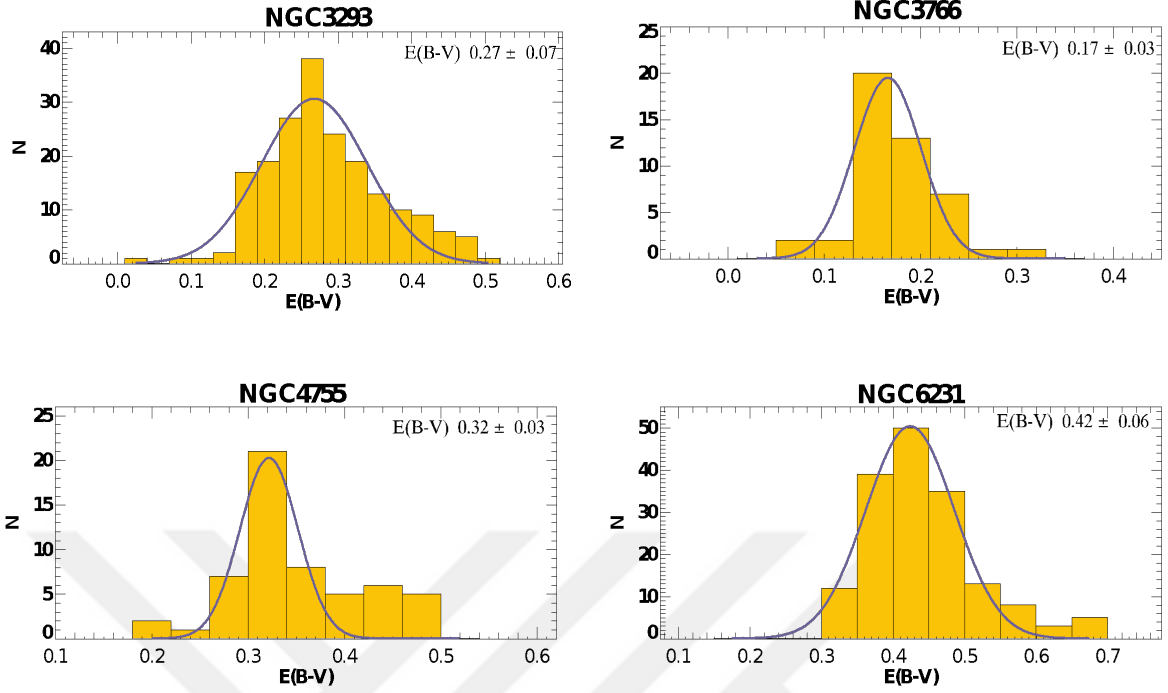 NGC3293
E(B-V) 0.27 ± 0.07
40
30
20
10
0
N
0.0 0.1 0.2 0.3 0.4 0.5 0.6
E(B-V)
NGC3766
E(B-V) 0.17 ± 0.03
25
20
15
10
5
0
N
0.0 0.1 0.2 0.3 0.4
E(B-V)
NGC4755
E(B-V) 0.32 ± 0.03
25
20
15
10
5
0
N
0.1 0.2 0.3 0.4 0.5 0.6
E(B-V)
NGC6231
E(B-V) 0.42 ± 0.06
50
40
30
20
10
0
N
0.1 0.2 0.3 0.4 0.5 0.6 0.7
E(B-V)